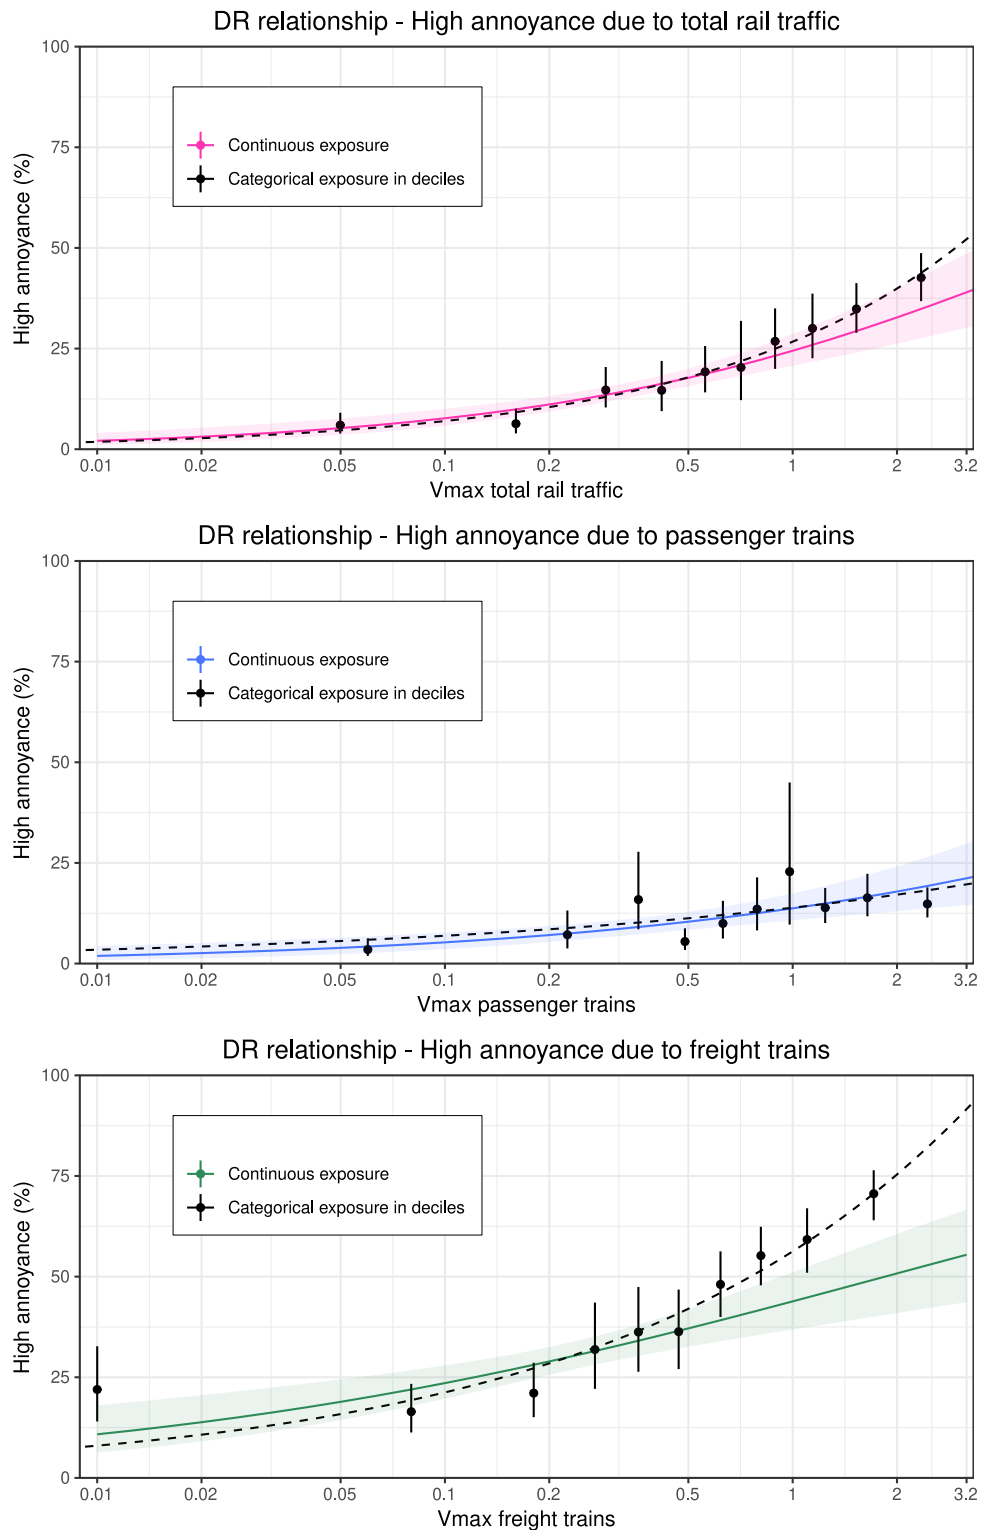 DR relationship - High annoyance due to total rail traffic
High annoyance (%)
100
75
50
25
0
Continuous exposure
Categorical exposure in deciles
0.01 0.02 0.05 0.1 0.2 0.5 1 2 3.2
Vmax total rail traffic
DR relationship - High annoyance due to passenger trains
High annoyance (%)
100
75
50
25
0
Continuous exposure
Categorical exposure in deciles
0.01 0.02 0.05 0.1 0.2 0.5 1 2 3.2
Vmax passenger trains
DR relationship - High annoyance due to freight trains
High annoyance (%)
100
75
50
25
0
Continuous exposure
Categorical exposure in deciles
0.01 0.02 0.05 0.1 0.2 0.5 1 2 3.2
Vmax freight trains